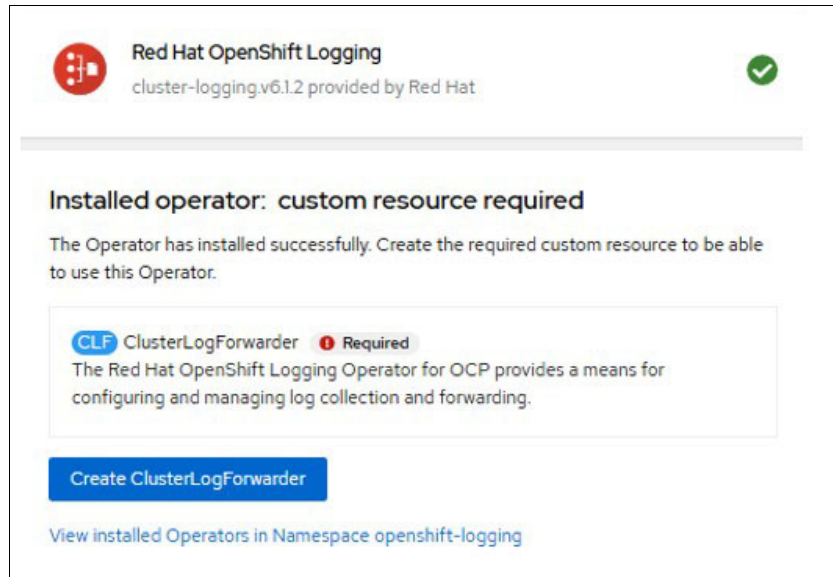 Red Hat OpenShift Logging
cluster-logging.v6.1.2 provided by Red Hat
Installed operator: custom resource required
The Operator has installed successfully. Create the required custom resource to be able
to use this Operator.
CLF ClusterLogForwarder Required
The Red Hat OpenShift Logging Operator for OCP provides a means for
configuring and managing log collection and forwarding.
Create ClusterLogForwarder
View installed Operators in Namespace openshift-logging